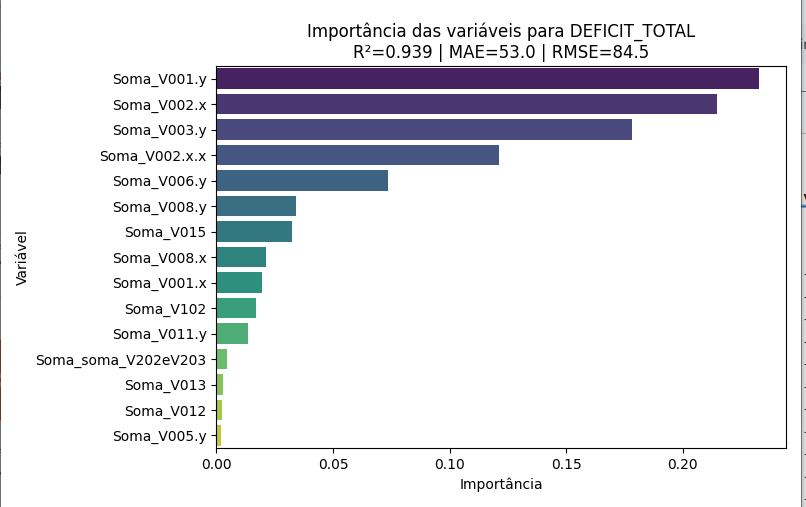 Importância das variáveis para DEFICIT_TOTAL
R²=0.939 | MAE=53.0 | RMSE=84.5
Variável
Soma_V001.y
Soma_V002.x
Soma_V003.y
Soma_V002.x.x
Soma_V006.y
Soma_V008.y
Soma_V015
Soma_V008.x
Soma_V001.x
Soma_V102
Soma_V011.y
Soma_soma_V202eV203
Soma_V013
Soma_V012
Soma_V005.y
0.00 0.05 0.10 0.15 0.20
Importância